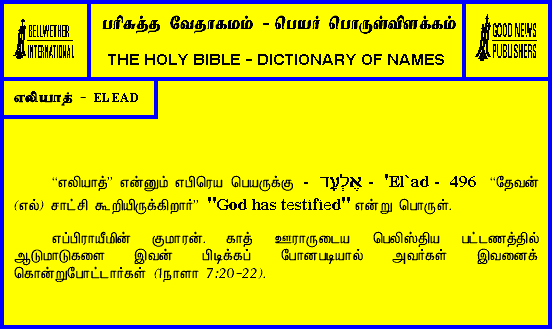 BELLWETHER
INTERNATIONAL
பரிசுத்த வேதாகமம் - பெயர் பொருள்விளக்கம்
THE HOLY BIBLE - DICTIONARY OF NAMES
GOOD NEWS
PUBLISHERS
எலியாத் - ELEAD
“எலியாத்” என்னும் எபிரெய பெயருக்கு - אֶלְעָד - 'El`ad - 496 “தேவன்
(எல்) சாட்சி கூறியிருக்கிறார்” "God has testified" என்று பொருள்.
எப்பிராயீமின் குமாரன். காத் ஊராருடைய பெலிஸ்திய பட்டணத்தில்
ஆடுமாடுகளை இவன் பிடிக்கப் போனபடியால் அவர்கள் இவனைக்
கொன்றுபோட்டார்கள் (1நாளா 7:20-22).